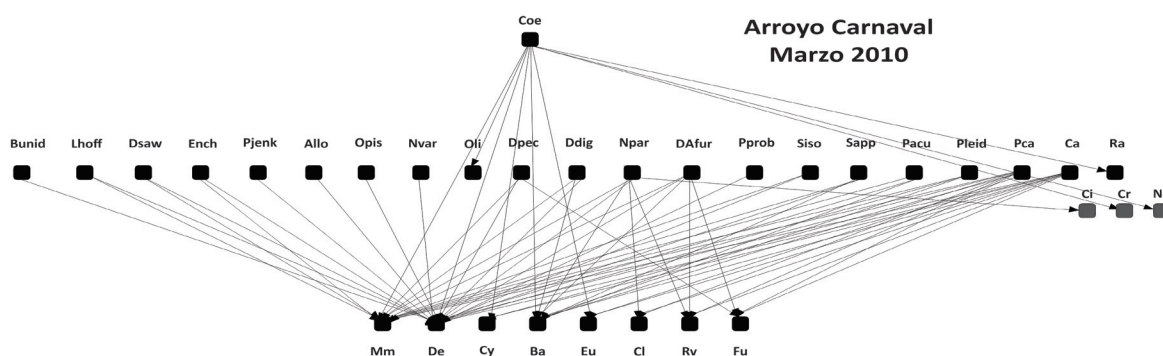 Coe
Arroyo Carnaval
Marzo 2010
Bunid Lhoff Dsaw Ench Pjenk Allo Opis Nvar Oli Dpec Ddig Npar DAfur Pprob Siso Sapp Pacu Pleid Pca Ca Ra
Ci Cr N
Mm De Cy Ba Eu Cl Rv Fu